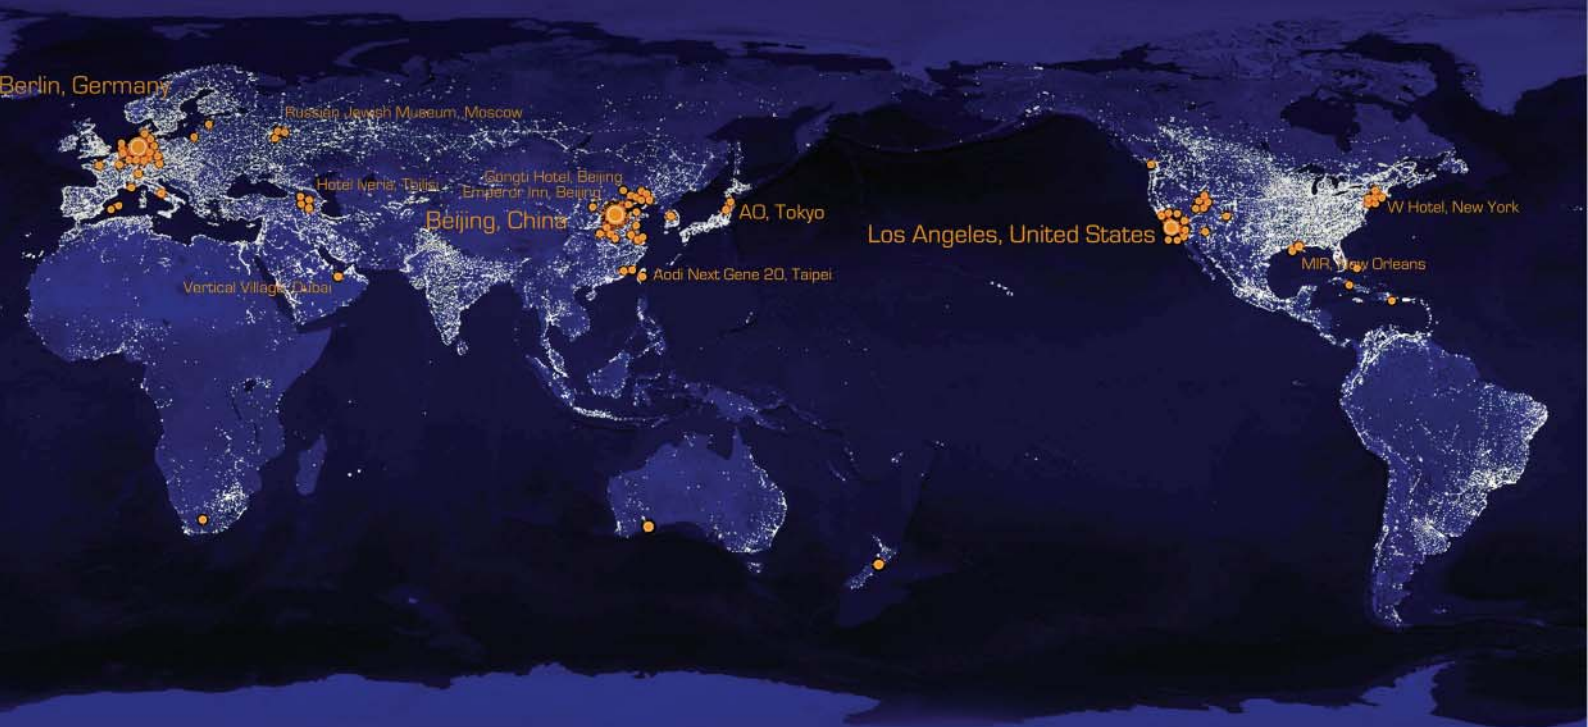 Berlin, Germany
Russian Jewish Museum, Moscow
Hotel Iveria, Tbilisi
Gongti Hotel, Beijing
Emperor Inn, Beijing
Beijing, China
AO, Tokyo
Los Angeles, United States
W Hotel, New York
MIR, New Orleans
Aodi Next Gene 20, Taipei
Vertical Village, Dubai